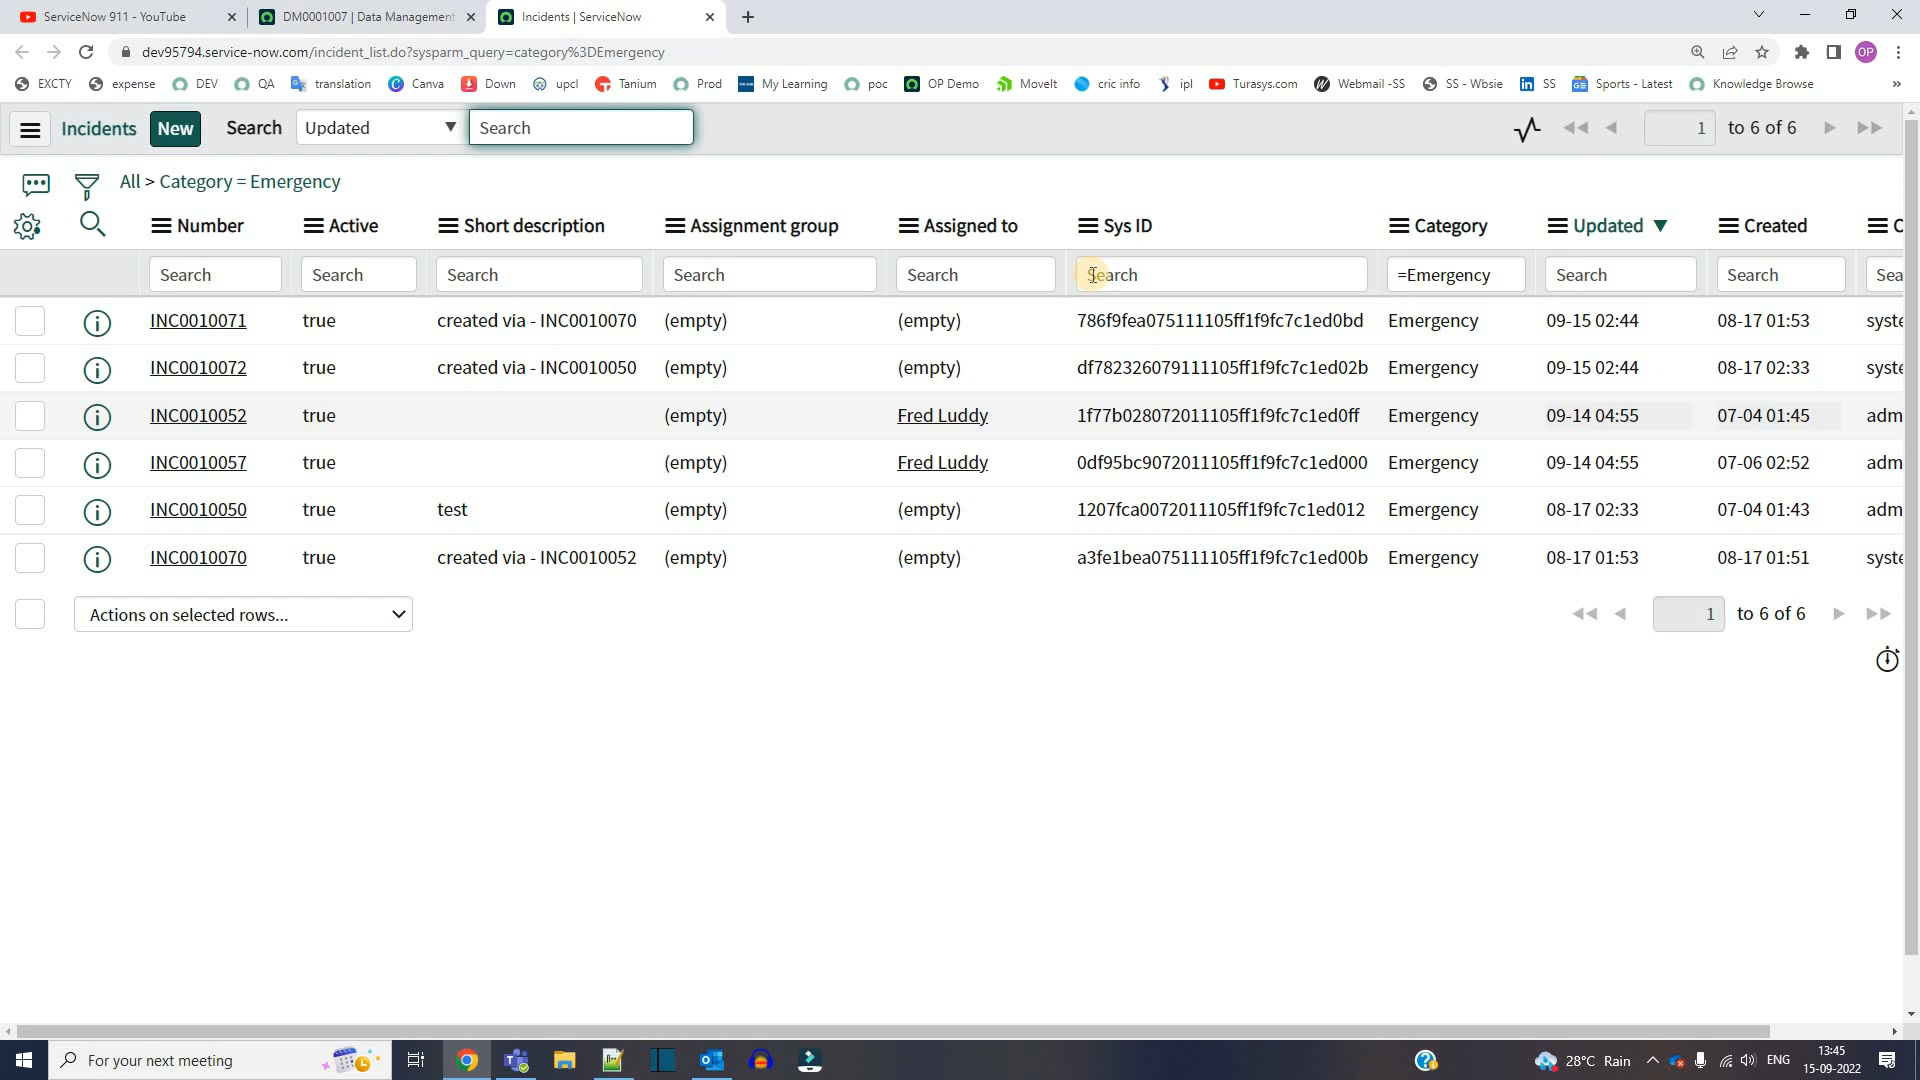 ServiceNow 911 - YouTube
DM0001007 | Data Management
Incidents | ServiceNow
dev95794.service-now.com/incident_list.do?sysparm_query=category%3DEmergency
OP
EXCTY expense DEV QA translation Canva Down upcl Tanium Prod My Learning poc OP Demo MoveIt cric info ipl Turasys.com Webmail -SS SS - Wbsie SS Sports - Latest Knowledge Browse »
Incidents New Search Updated Search 1 to 6 of 6
All > Category = Emergency
Number Active Short description Assignment group Assigned to Sys ID Category Updated Created C
Search Search Search Search Search Search =Emergency Search Search Sea
INC0010071 true created via - INC0010070 (empty) (empty) 786f9fea075111105ff1f9fc7c1ed0bd Emergency 09-15 02:44 08-17 01:53 syste
INC0010072 true created via - INC0010050 (empty) (empty) df782326079111105ff1f9fc7c1ed02b Emergency 09-15 02:44 08-17 02:33 syste
INC0010052 true (empty) Fred Luddy 1f77b028072011105ff1f9fc7c1ed0ff Emergency 09-14 04:55 07-04 01:45 adm
INC0010057 true (empty) Fred Luddy 0df95bc9072011105ff1f9fc7c1ed000 Emergency 09-14 04:55 07-06 02:52 adm
INC0010050 true test (empty) (empty) 1207fca0072011105ff1f9fc7c1ed012 Emergency 08-17 02:33 07-04 01:43 adm
INC0010070 true created via - INC0010052 (empty) (empty) a3fe1bea075111105ff1f9fc7c1ed00b Emergency 08-17 01:53 08-17 01:51 syste
Actions on selected rows... 1 to 6 of 6
For your next meeting
28°C Rain ENG
13:45
15-09-2022